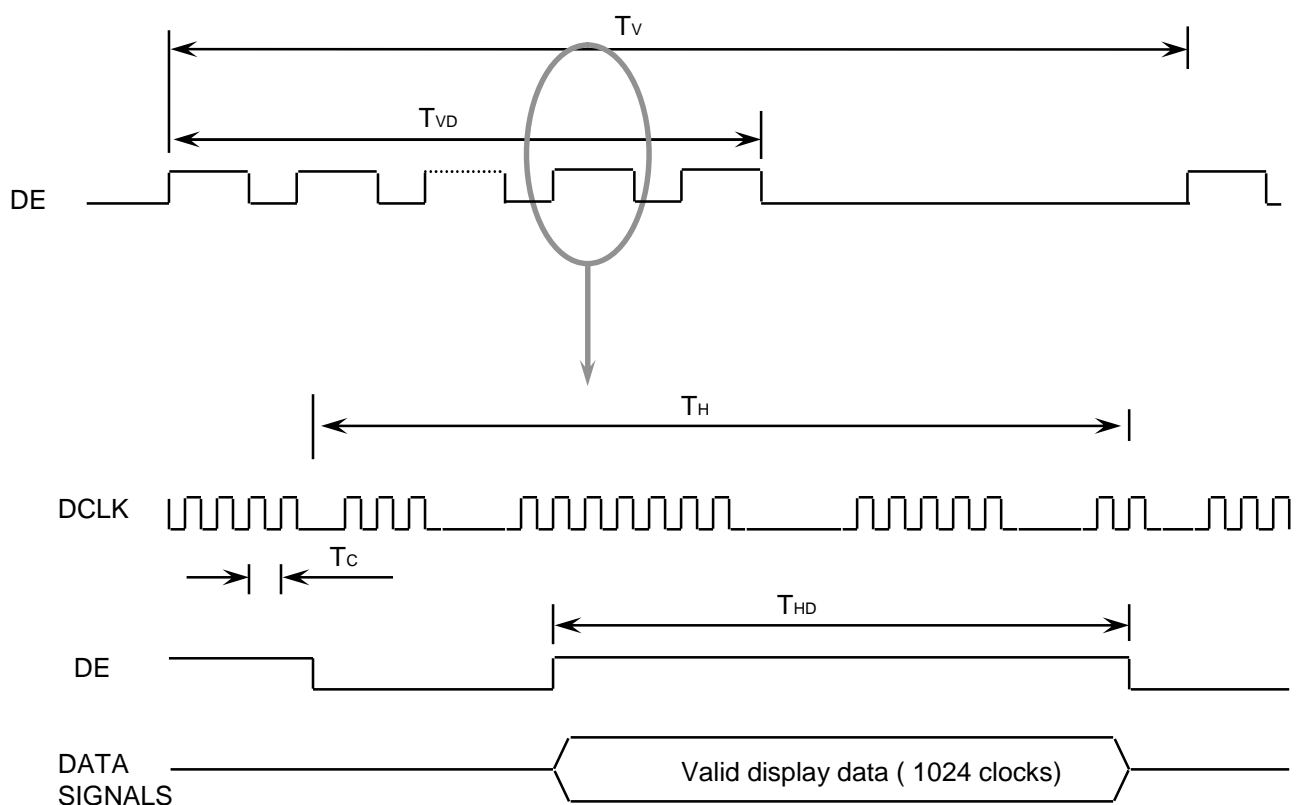 TV
TVD
DE
TH
DCLK
TC
THD
DE
DATA
SIGNALS
Valid display data ( 1024 clocks)